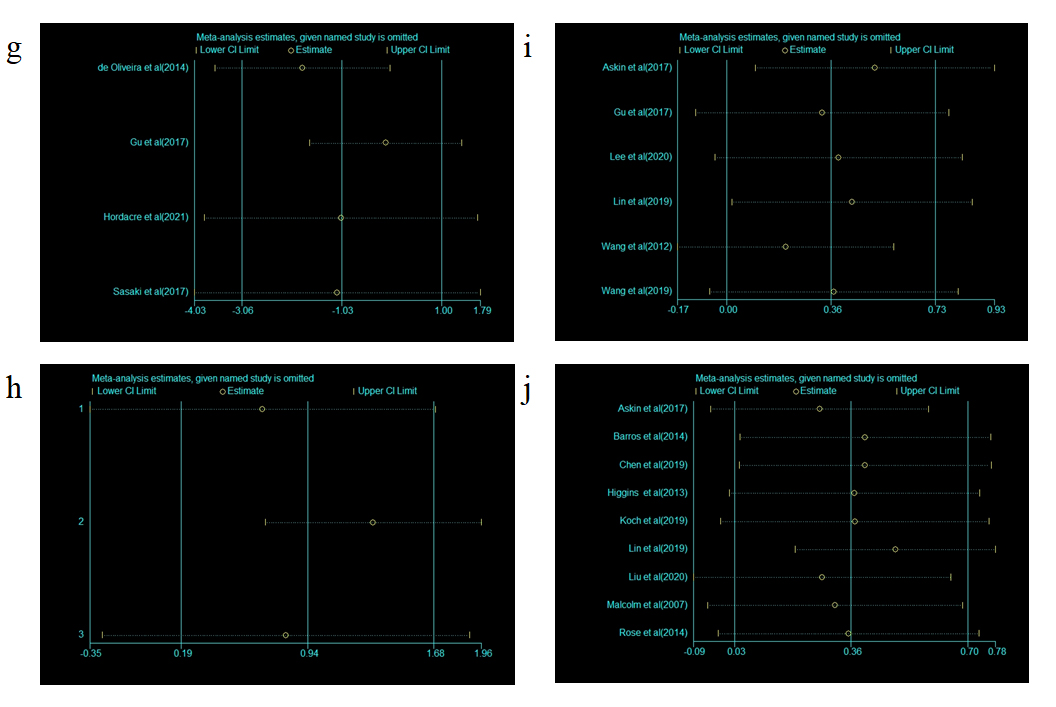 g
Meta-analysis estimates, given named study is omitted
Lower CI Limit Estimate Upper CI Limit
de Oliveira et al(2014)
Gu et al(2017)
Hordacre et al(2021)
Sasaki et al(2017)
-4.03 -3.06 -1.03 1.00 1.79
i
Meta-analysis estimates, given named study is omitted
Lower CI Limit Estimate Upper CI Limit
Askin et al(2017)
Gu et al(2017)
Lee et al(2020)
Lin et al(2019)
Wang et al(2012)
Wang et al(2019)
-0.17 0.00 0.36 0.73 0.93
h
Meta-analysis estimates, given named study is omitted
Lower CI Limit Estimate Upper CI Limit
1
2
3
-0.35 0.19 0.94 1.68 1.96
j
Meta-analysis estimates, given named study is omitted
Lower CI Limit Estimate Upper CI Limit
Askin et al(2017)
Barros et al(2014)
Chen et al(2019)
Higgins et al(2013)
Koch et al(2019)
Lin et al(2019)
Liu et al(2020)
Malcolm et al(2007)
Rose et al(2014)
-0.09 0.03 0.36 0.70 0.78